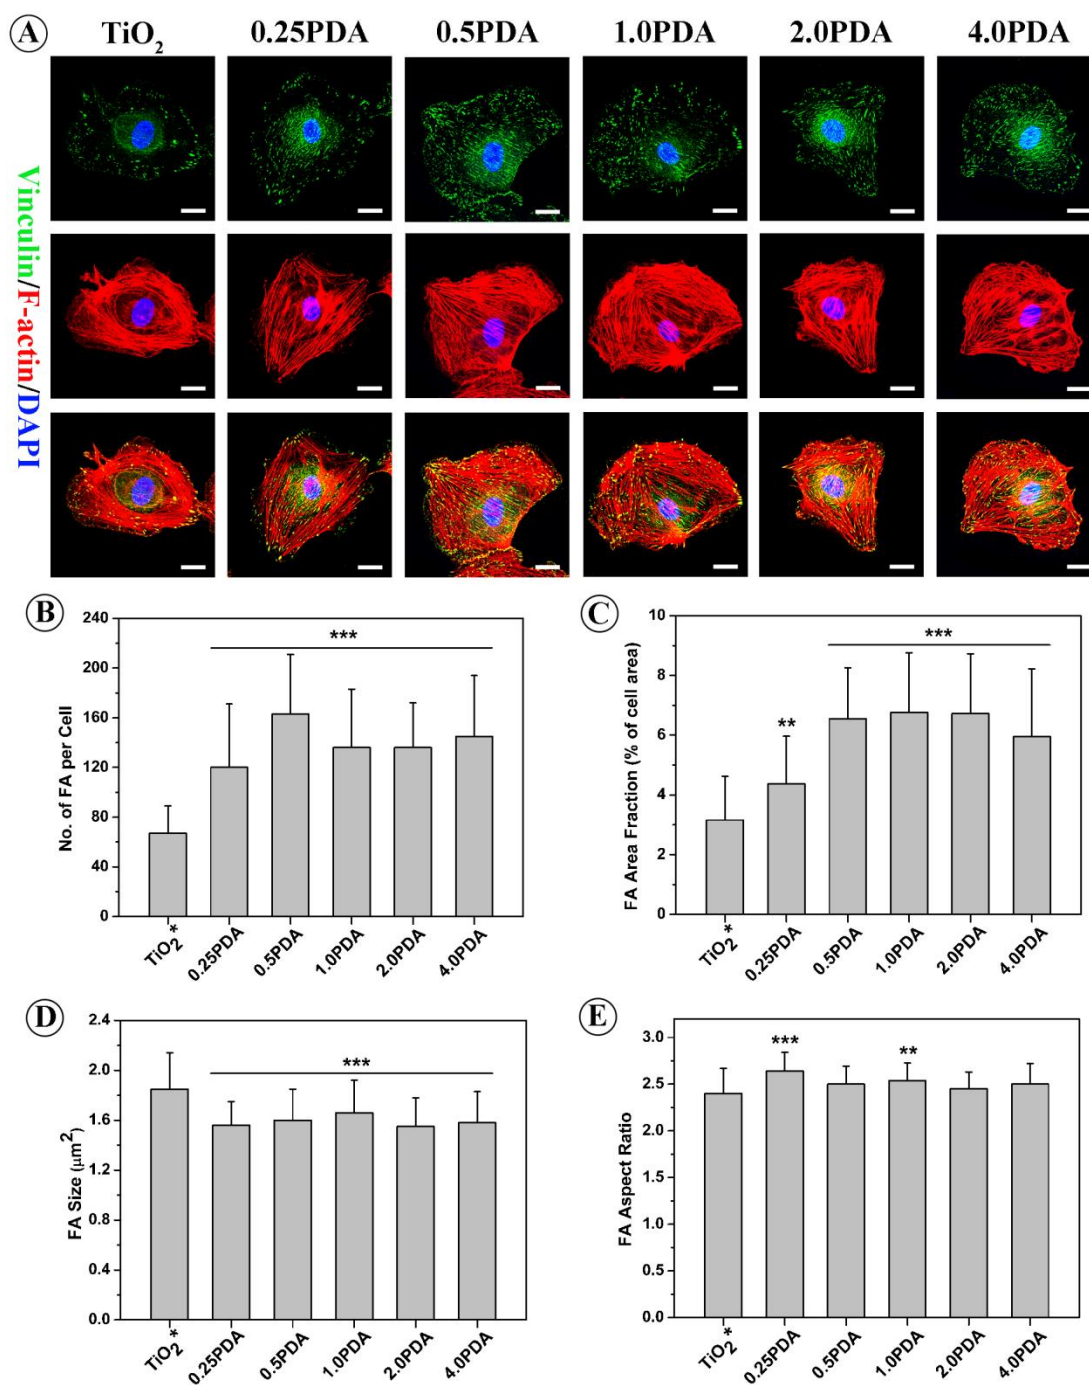 A
TiO2 0.25PDA 0.5PDA 1.0PDA 2.0PDA 4.0PDA
Vinculin/F-actin/DAPI
B
No. of FA per Cell
240
200
160
120
80
40
0
***
TiO2* 0.25PDA 0.5PDA 1.0PDA 2.0PDA 4.0PDA
C
FA Area Fraction (% of cell area)
10
8
6
4
2
0
**
***
TiO2* 0.25PDA 0.5PDA 1.0PDA 2.0PDA 4.0PDA
D
FA Size (μm2)
2.4
2.0
1.6
1.2
0.8
0.4
0.0
***
TiO2* 0.25PDA 0.5PDA 1.0PDA 2.0PDA 4.0PDA
E
FA Aspect Ratio
3.0
2.5
2.0
1.5
1.0
0.5
0.0
***
**
TiO2* 0.25PDA 0.5PDA 1.0PDA 2.0PDA 4.0PDA